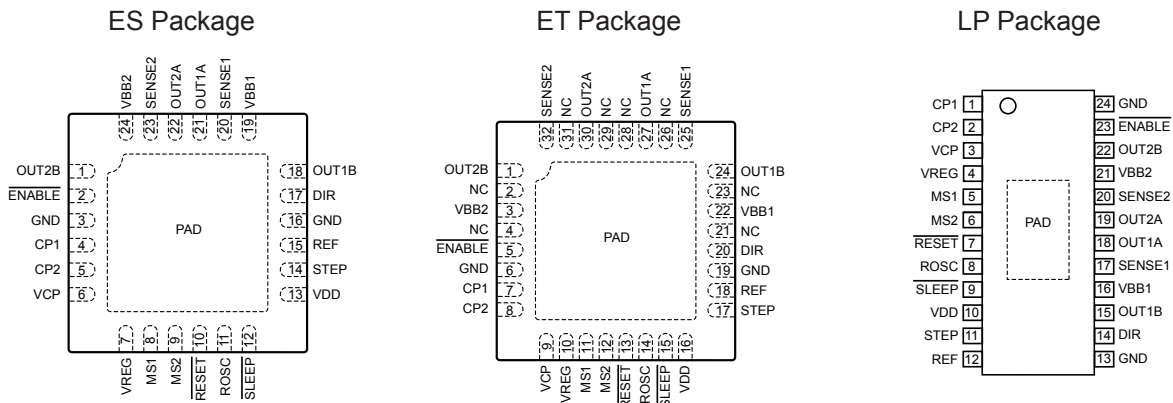 ES Package
ET Package
LP Package
VBB2
SENSE2
OUT2A
OUT1A
SENSE1
VBB1
24
23
22
21
20
19
OUT2B 1
ENABLE 2
GND 3
CP1 4
CP2 5
VCP 6
PAD
18 OUT1B
17 DIR
16 GND
15 REF
14 STEP
13 VDD
7
8
9
10
11
12
VREG
MS1
MS2
RESET
ROSC
SLEEP
SENSE2
NC
OUT2A
NC
NC
OUT1A
NC
SENSE1
32
31
30
29
28
27
26
25
OUT2B 1
NC 2
VBB2 3
NC 4
ENABLE 5
GND 6
CP1 7
CP2 8
PAD
24 OUT1B
23 NC
22 VBB1
21 NC
20 DIR
19 GND
18 REF
17 STEP
9
10
11
12
13
14
15
16
VCP
VREG
MS1
MS2
RESET
ROSC
SLEEP
VDD
CP1 1
CP2 2
VCP 3
VREG 4
MS1 5
MS2 6
RESET 7
ROSC 8
SLEEP 9
VDD 10
STEP 11
REF 12
PAD
24 GND
23 ENABLE
22 OUT2B
21 VBB2
20 SENSE2
19 OUT2A
18 OUT1A
17 SENSE1
16 VBB1
15 OUT1B
14 DIR
13 GND